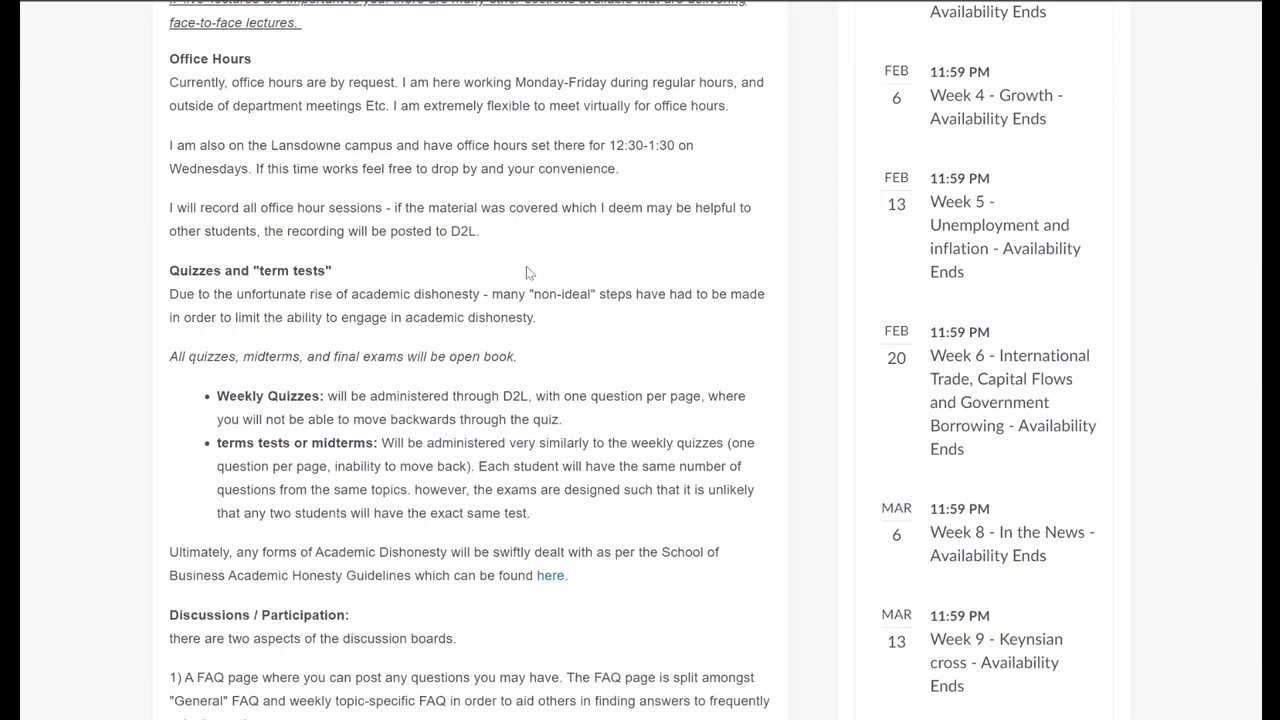 If live lectures are important to you. there are many other sections available that are delivering
face-to-face lectures.
Office Hours
Currently, office hours are by request. I am here working Monday-Friday during regular hours, and
outside of department meetings Etc. I am extremely flexible to meet virtually for office hours.
I am also on the Lansdowne campus and have office hours set there for 12:30-1:30 on
Wednesdays. If this time works feel free to drop by and your convenience.
I will record all office hour sessions - if the material was covered which I deem may be helpful to
other students, the recording will be posted to D2L.
Quizzes and "term tests"
Due to the unfortunate rise of academic dishonesty - many "non-ideal" steps have had to be made
in order to limit the ability to engage in academic dishonesty.
All quizzes, midterms, and final exams will be open book.
• Weekly Quizzes: will be administered through D2L, with one question per page, where
you will not be able to move backwards through the quiz.
• terms tests or midterms: Will be administered very similarly to the weekly quizzes (one
question per page, inability to move back). Each student will have the same number of
questions from the same topics. however, the exams are designed such that it is unlikely
that any two students will have the exact same test.
Ultimately, any forms of Academic Dishonesty will be swiftly dealt with as per the School of
Business Academic Honesty Guidelines which can be found here.
Discussions / Participation:
there are two aspects of the discussion boards.
1) A FAQ page where you can post any questions you may have. The FAQ page is split amongst
"General" FAQ and weekly topic-specific FAQ in order to aid others in finding answers to frequently
Availability Ends
FEB
6
11:59 PM
Week 4 - Growth -
Availability Ends
FEB
13
11:59 PM
Week 5 -
Unemployment and
inflation - Availability
Ends
FEB
20
11:59 PM
Week 6 - International
Trade, Capital Flows
and Government
Borrowing - Availability
Ends
MAR
6
11:59 PM
Week 8 - In the News -
Availability Ends
MAR
13
11:59 PM
Week 9 - Keynsian
cross - Availability
Ends